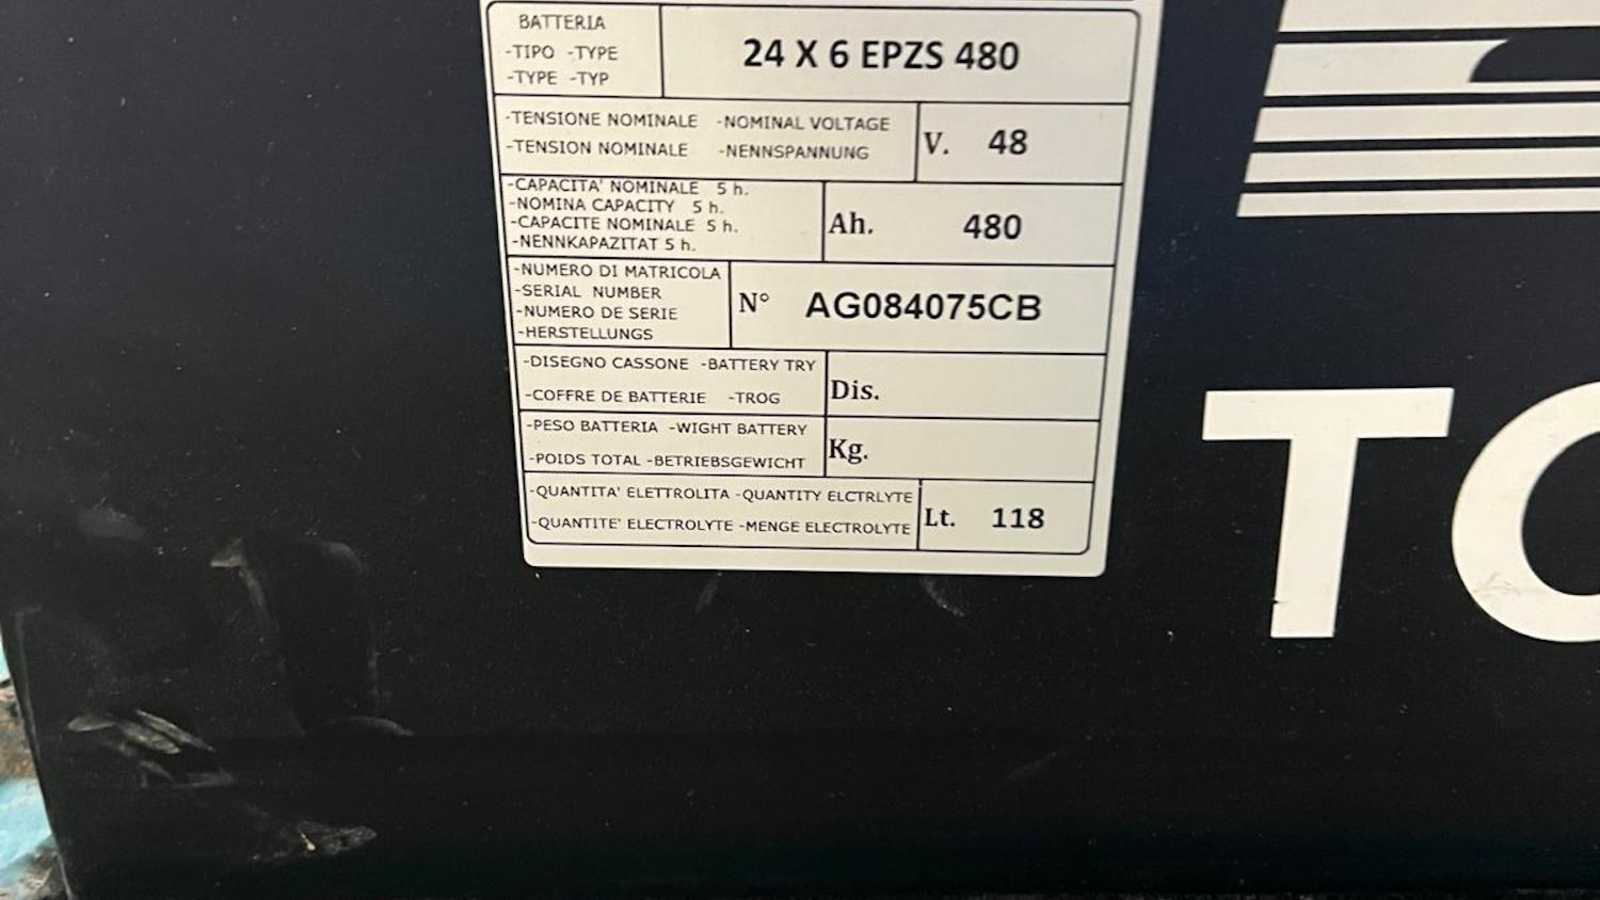 BATTERIA
-TIPO -TYPE
-TYPE -TYP
24 X 6 EPZS 480
-TENSIONE NOMINALE -NOMINAL VOLTAGE
-TENSION NOMINALE -NENNSPANNUNG
V. 48
-CAPACITA' NOMINALE 5 h.
-NOMINA CAPACITY 5 h.
-CAPACITE NOMINALE 5 h.
-NENNKAPAZITAT 5 h.
Ah. 480
-NUMERO DI MATRICOLA
-SERIAL NUMBER
-NUMERO DE SERIE
-HERSTELLUNGS
N° AG084075CB
-DISEGNO CASSONE -BATTERY TRY
-COFFRE DE BATTERIE -TROG
Dis.
-PESO BATTERIA -WIGHT BATTERY
-POIDS TOTAL -BETRIEBSGEWICHT
Kg.
-QUANTITA' ELETTROLITA -QUANTITY ELCTRLYTE
-QUANTITE' ELECTROLYTE -MENGE ELECTROLYTE
Lt. 118